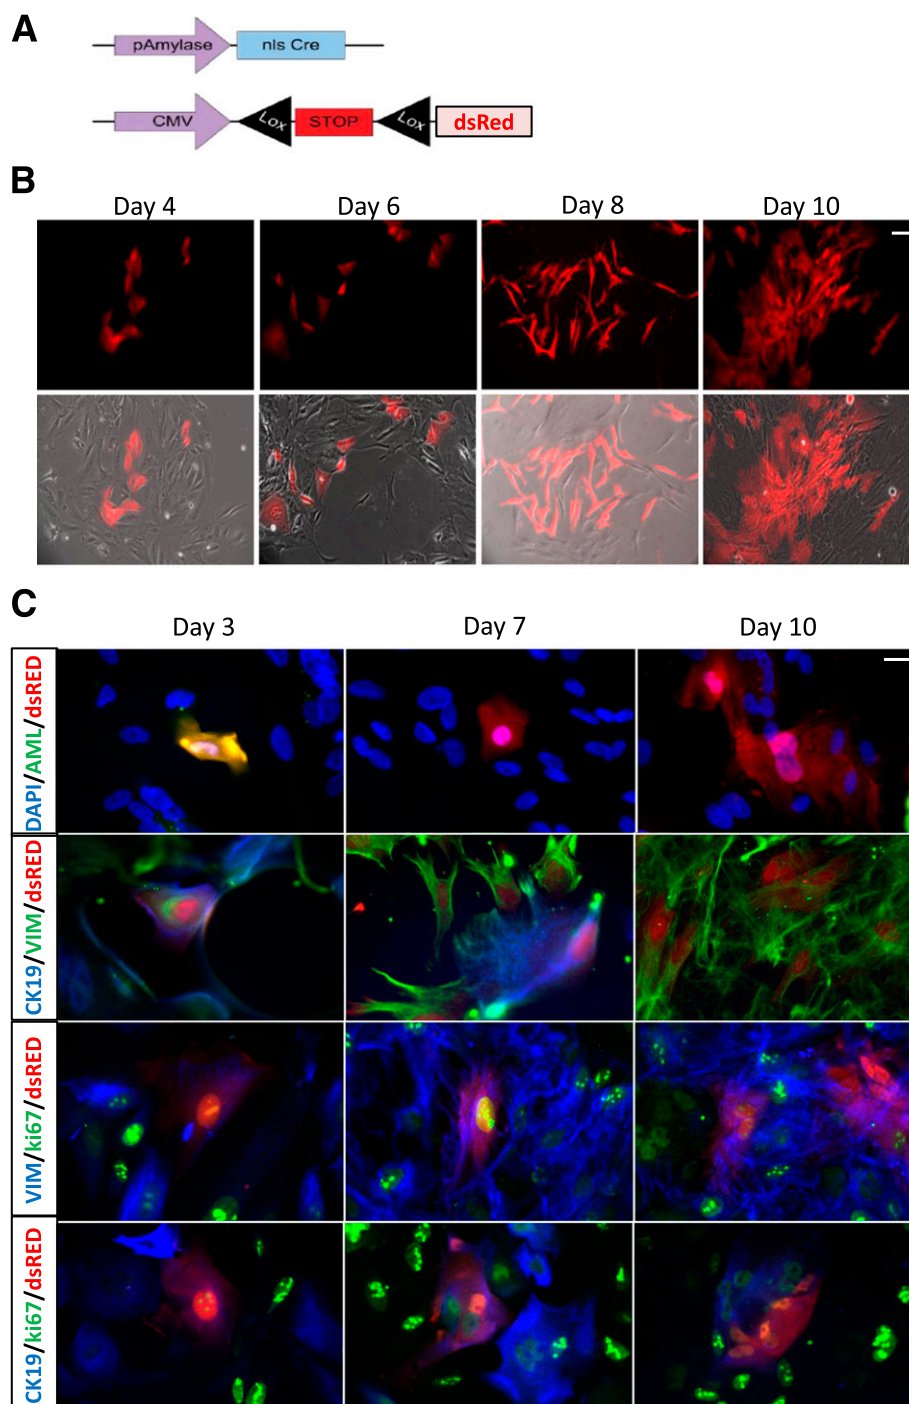 A
pAmylase nls Cre
CMV Lox STOP Lox dsRed
B
Day 4 Day 6 Day 8 Day 10
C
Day 3 Day 7 Day 10
DAPI/AML/dsRED
CK19/VIM/dsRED
VIM/ki67/dsRED
CK19/ki67/dsRED